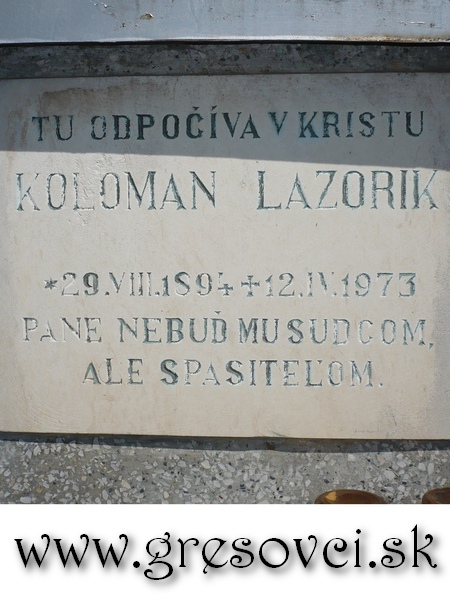 TU ODPOČÍVA V KRISTU
KOLOMAN LAZORIK
*29.VIII.1894 + 12.IV.1973
PANE NEBUĎ MU SUDCOM,
ALE SPASITEĽOM.
www.gresovci.sk